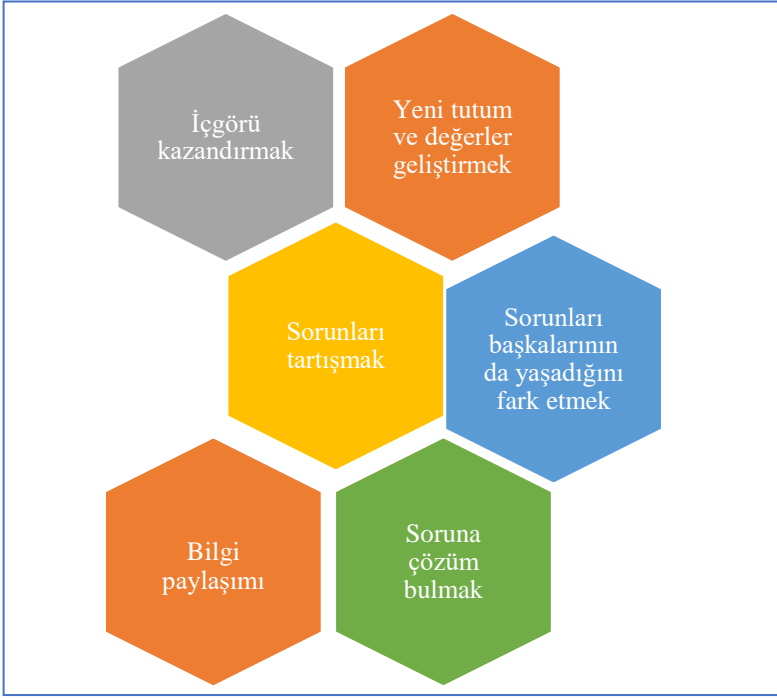 İçgörü
kazandırmak
Yeni tutum
ve değerler
geliştirmek
Sorunları
tartışmak
Sorunları
başkalarının
da yaşadığını
fark etmek
Bilgi
paylaşımı
Soruna
çözüm
bulmak